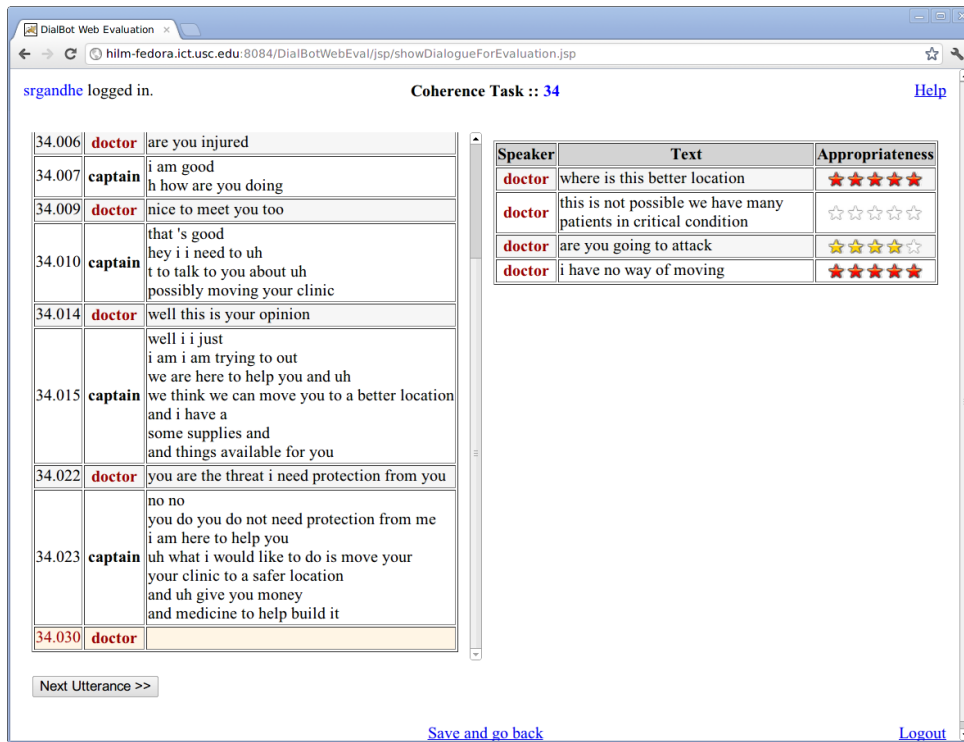 DialBot Web Evaluation
hilm-fedora.ict.usc.edu:8084/DialBotWebEval/jsp/showDialogueForEvaluation.jsp
srgandhe logged in.
Coherence Task :: 34
Help
34.006 doctor are you injured
34.007 captain i am good
h how are you doing
34.009 doctor nice to meet you too
34.010 captain that 's good
hey i i need to uh
t to talk to you about uh
possibly moving your clinic
34.014 doctor well this is your opinion
34.015 captain well i i just
i am i am trying to out
we are here to help you and uh
we think we can move you to a better location
and i have a
some supplies and
and things available for you
34.022 doctor you are the threat i need protection from you
34.023 captain no no
you do you do not need protection from me
i am here to help you
uh what i would like to do is move your
your clinic to a safer location
and uh give you money
and medicine to help build it
34.030 doctor
Speaker Text Appropriateness
doctor where is this better location
doctor this is not possible we have many
patients in critical condition
doctor are you going to attack
doctor i have no way of moving
Next Utterance >>
Save and go back
Logout